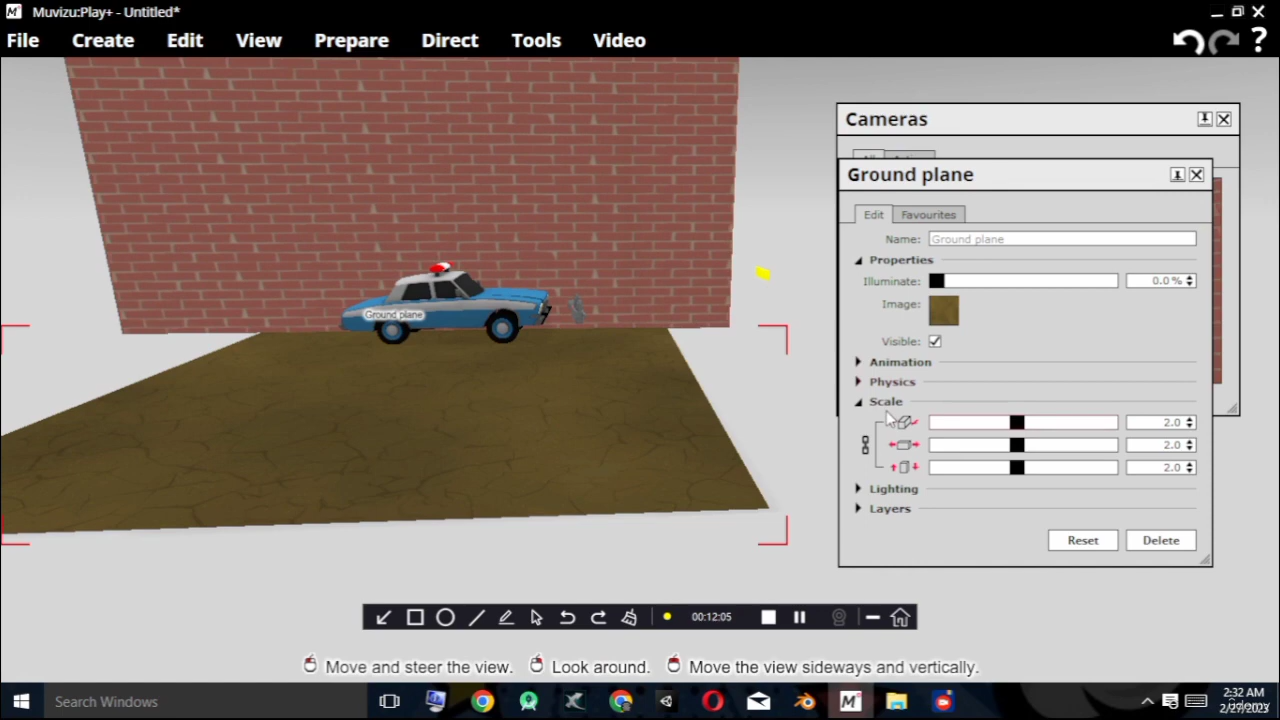 Muvizu:Play+ - Untitled*
File Create Edit View Prepare Direct Tools Video ?
Cameras
Ground plane
Edit Favourites
Name: Ground plane
Properties
Illuminate: 0.0 %
Image:
Visible:
Animation
Physics
Scale
2.0
2.0
2.0
Lighting
Layers
Reset Delete
Ground plane
00:12:05
Move and steer the view. Look around. Move the view sideways and vertically.
Search Windows
2:32 AM
2/27/2023